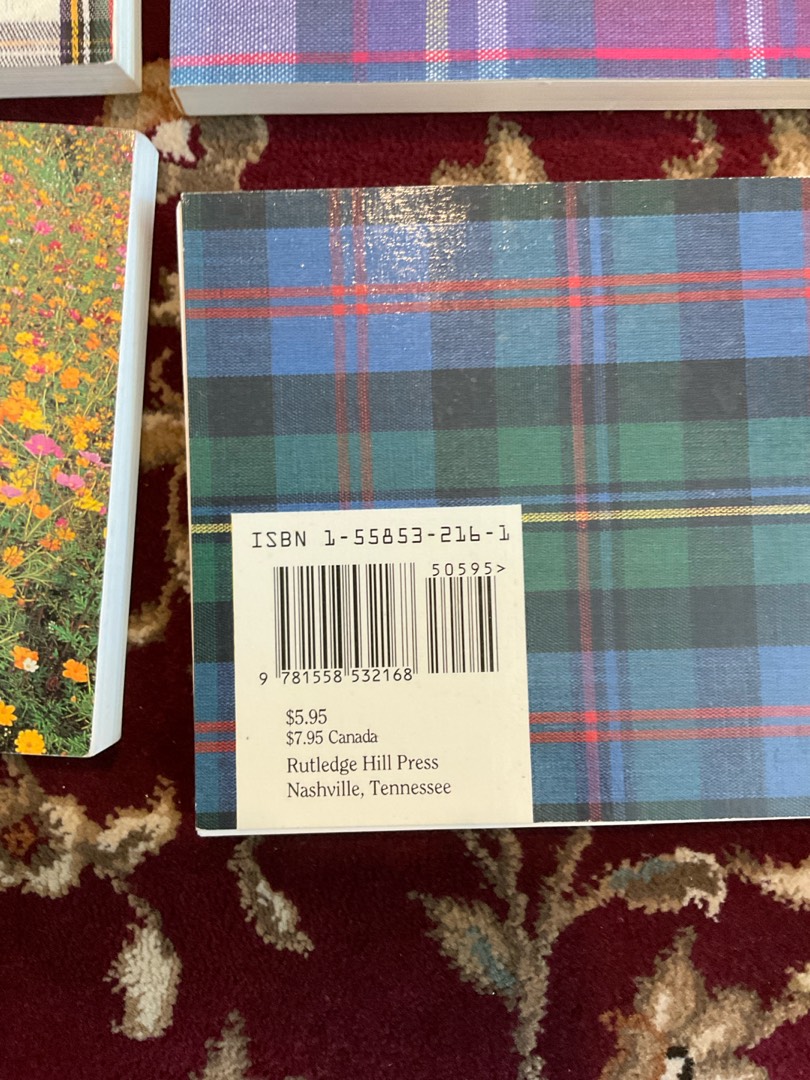 ISBN 1-55853-216-1
50595>
9 781558 532168
$5.95
$7.95 Canada
Rutledge Hill Press
Nashville, Tennessee